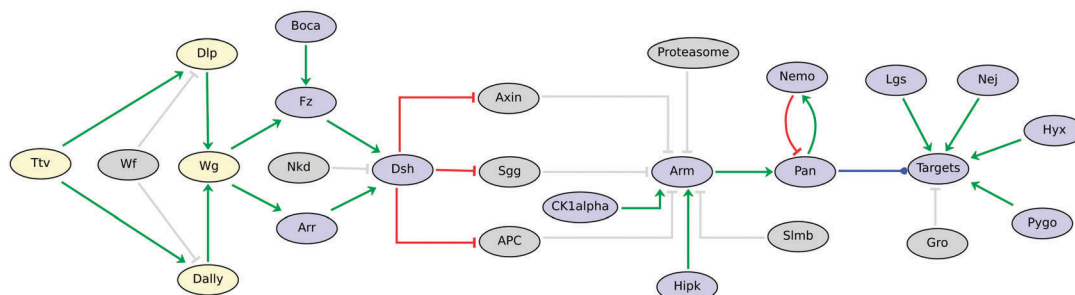 Boca
Dlp
Proteasome
Nemo
Lgs
Nej
Fz
Axin
Hyx
Ttv
Wf
Wg
Nkd
Dsh
Sgg
Arm
Pan
Targets
CK1alpha
Arr
APC
Slmb
Gro
Pygo
Dally
Hipk